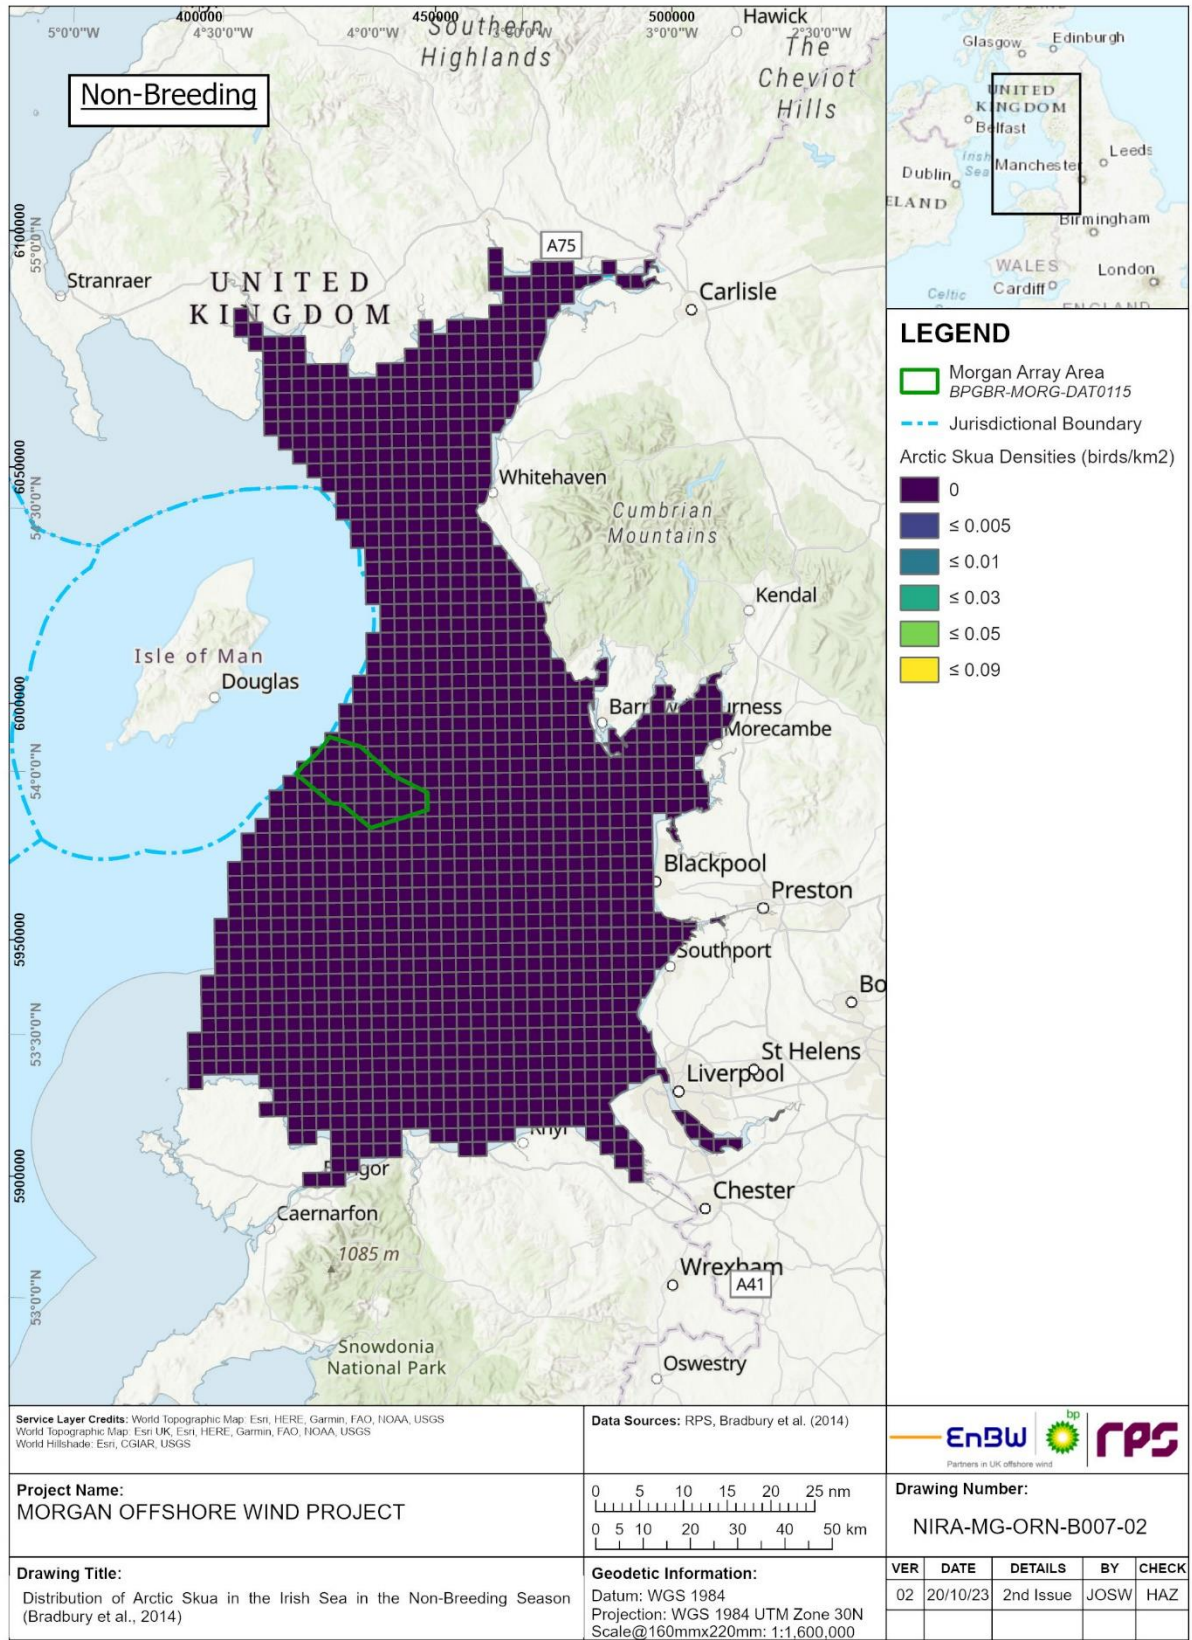 400000
450000
500000
5°0'0"W
4°30'0"W
4°0'0"W
3°0'0"W
2°30'0"W
Non-Breeding
Southern
Highlands
Hawick
The
Cheviot
Hills
6100000
55°0'0"N
6050000
54°30'0"N
6000000
54°0'0"N
5950000
53°30'0"N
5900000
53°0'0"N
A75
Stranraer
UNITED
KINGDOM
Carlisle
Whitehaven
Cumbrian
Mountains
Kendal
Isle of Man
Douglas
Barr
urness
Morecambe
Blackpool
Preston
Southport
Bo
St Helens
Liverpool
Rhyl
gor
Caernarfon
Chester
1085 m
Wrexham
A41
Snowdonia
National Park
Oswestry
Glasgow
Edinburgh
UNITED
KINGDOM
Belfast
Irish
Sea
Manchester
Leeds
Dublin
ELAND
Birmingham
WALES
London
Cardiff
Celtic
ENGLAND
LEGEND
Morgan Array Area
BPGBR-MORG-DAT0115
Jurisdictional Boundary
Arctic Skua Densities (birds/km2)
0
≤ 0.005
≤ 0.01
≤ 0.03
≤ 0.05
≤ 0.09
Service Layer Credits: World Topographic Map: Esri, HERE, Garmin, FAO, NOAA, USGS
World Topographic Map: Esri UK, Esri, HERE, Garmin, FAO, NOAA, USGS
World Hillshade: Esri, CGIAR, USGS
Data Sources: RPS, Bradbury et al. (2014)
EnBW
bp
rps
Partners in UK offshore wind
Project Name:
MORGAN OFFSHORE WIND PROJECT
0 5 10 15 20 25 nm
0 5 10 20 30 40 50 km
Drawing Number:
NIRA-MG-ORN-B007-02
Drawing Title:
Distribution of Arctic Skua in the Irish Sea in the Non-Breeding Season
(Bradbury et al., 2014)
Geodetic Information:
Datum: WGS 1984
Projection: WGS 1984 UTM Zone 30N
Scale@160mmx220mm: 1:1,600,000
VER DATE DETAILS BY CHECK
02 20/10/23 2nd Issue JOSW HAZ